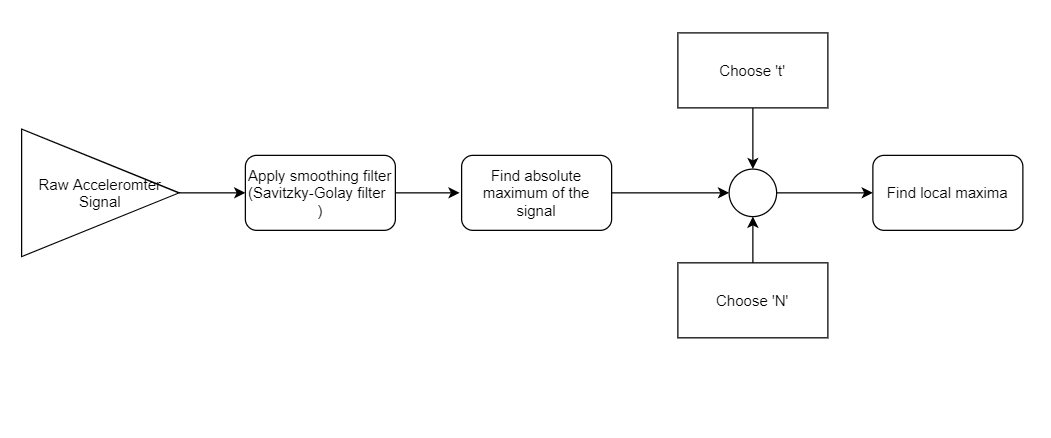 Choose 't'
Raw Acceleromter
Signal
Apply smoothing filter
(Savitzky-Golay filter
)
Find absolute
maximum of the
signal
Find local maxima
Choose 'N'